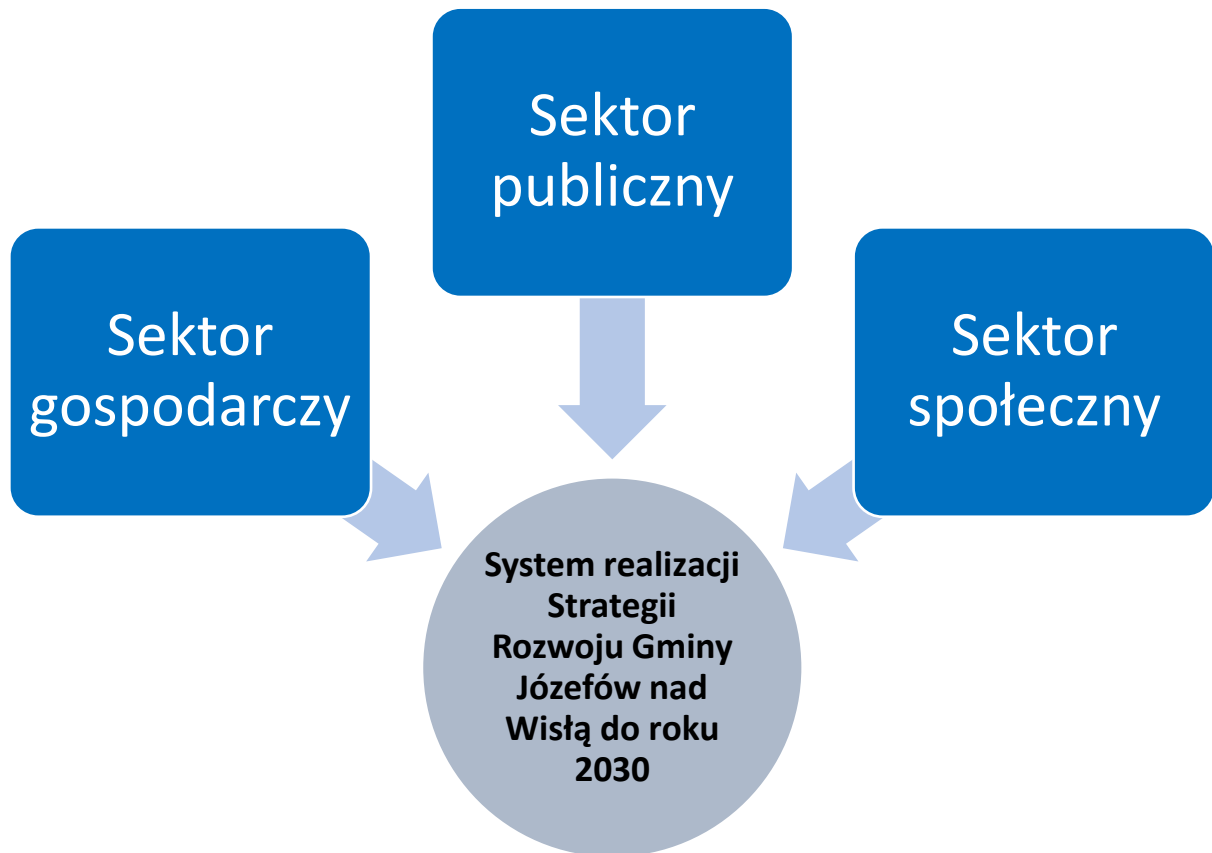 Sektor
publiczny
Sektor
gospodarczy
Sektor
społeczny
System realizacji
Strategii
Rozwoju Gminy
Józefów nad
Wisłą do roku
2030